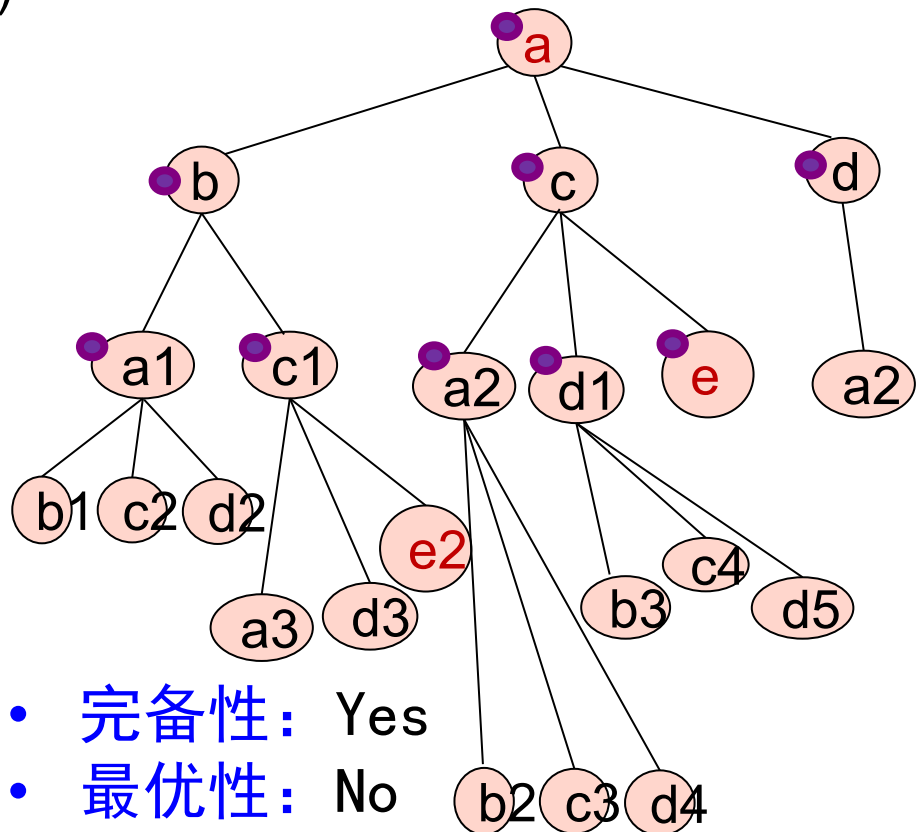 )
a
b c d
a1 c1 a2 d1 e a2
b1 c2 d2 e2 c4
a3 d3 b3 d5
• 完备性：Yes
• 最优性：No
b2 c3 d4